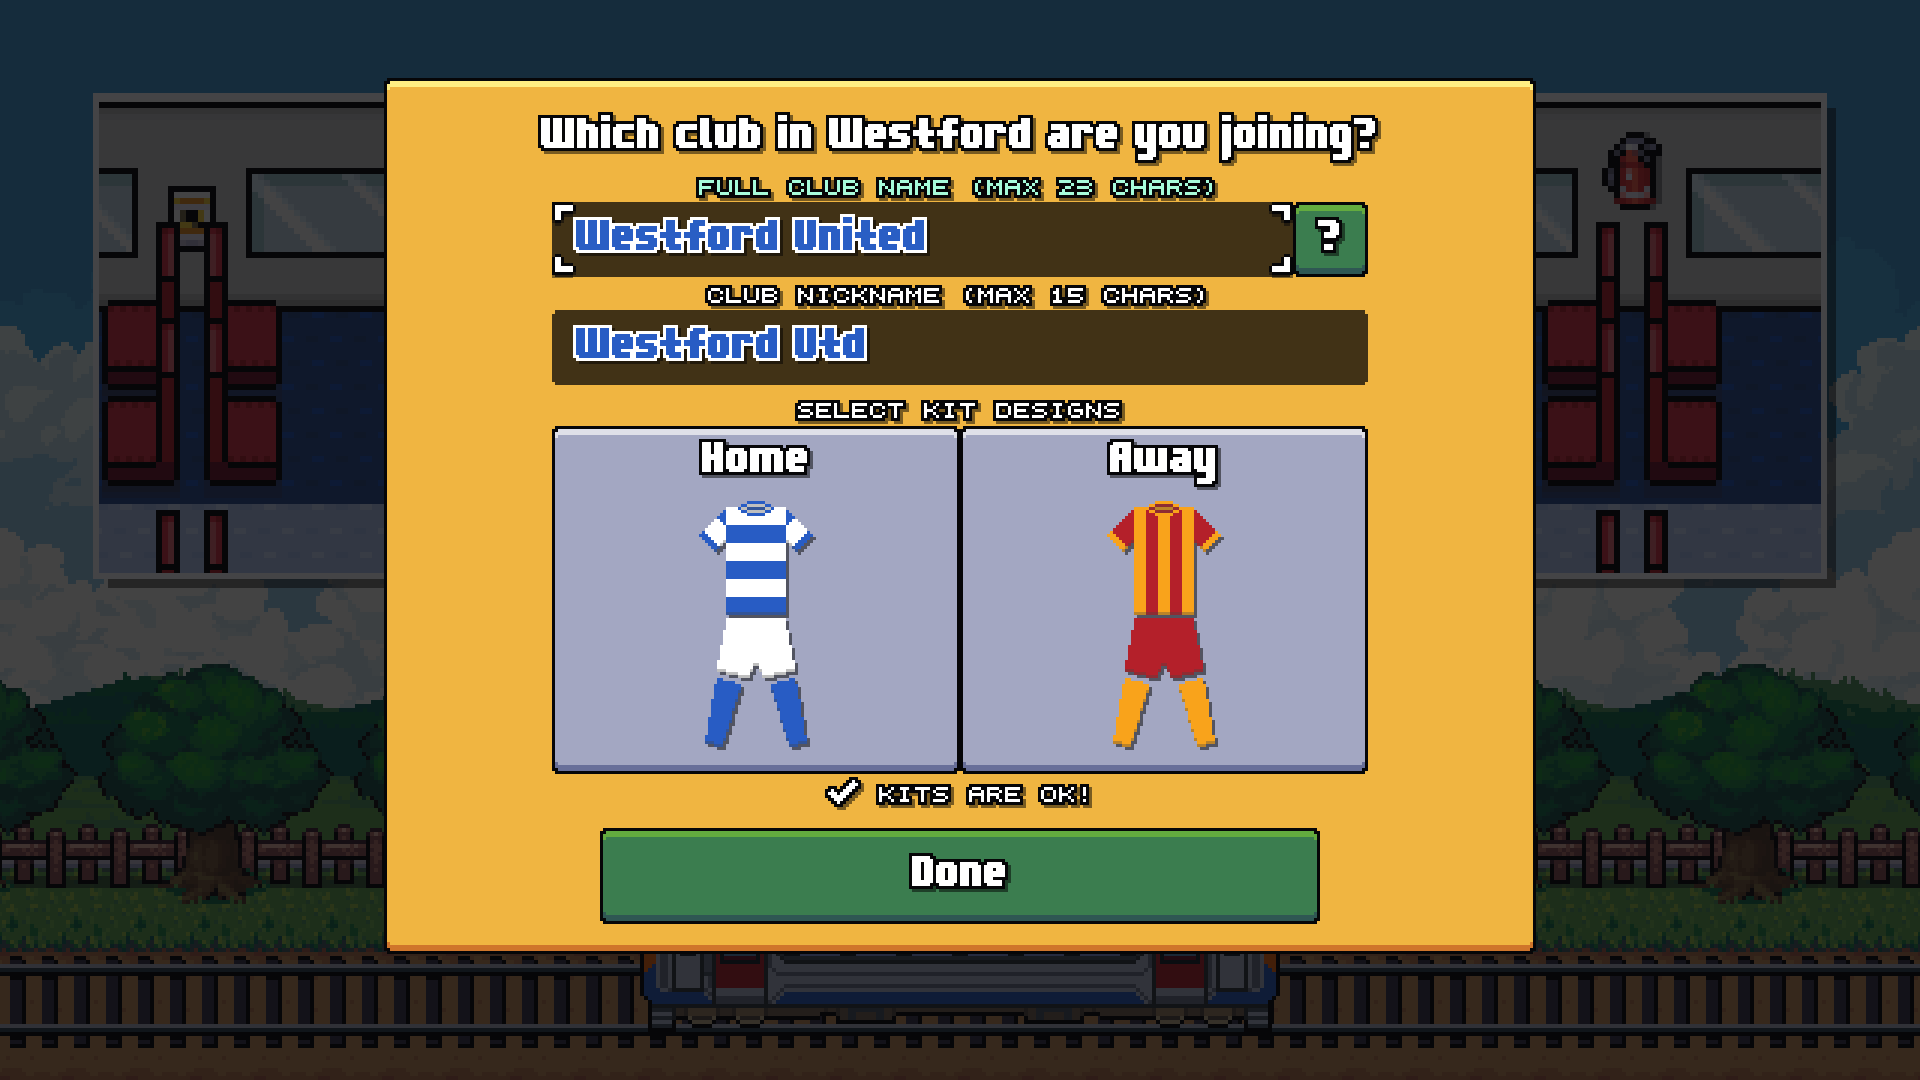 Which club in Westford are you joining?
FULL CLUB NAME (MAX 23 CHARS)
Westford United
?
CLUB NICKNAME (MAX 15 CHARS)
Westford Utd
SELECT KIT DESIGNS
Home
Away
KITS ARE OK!
Done